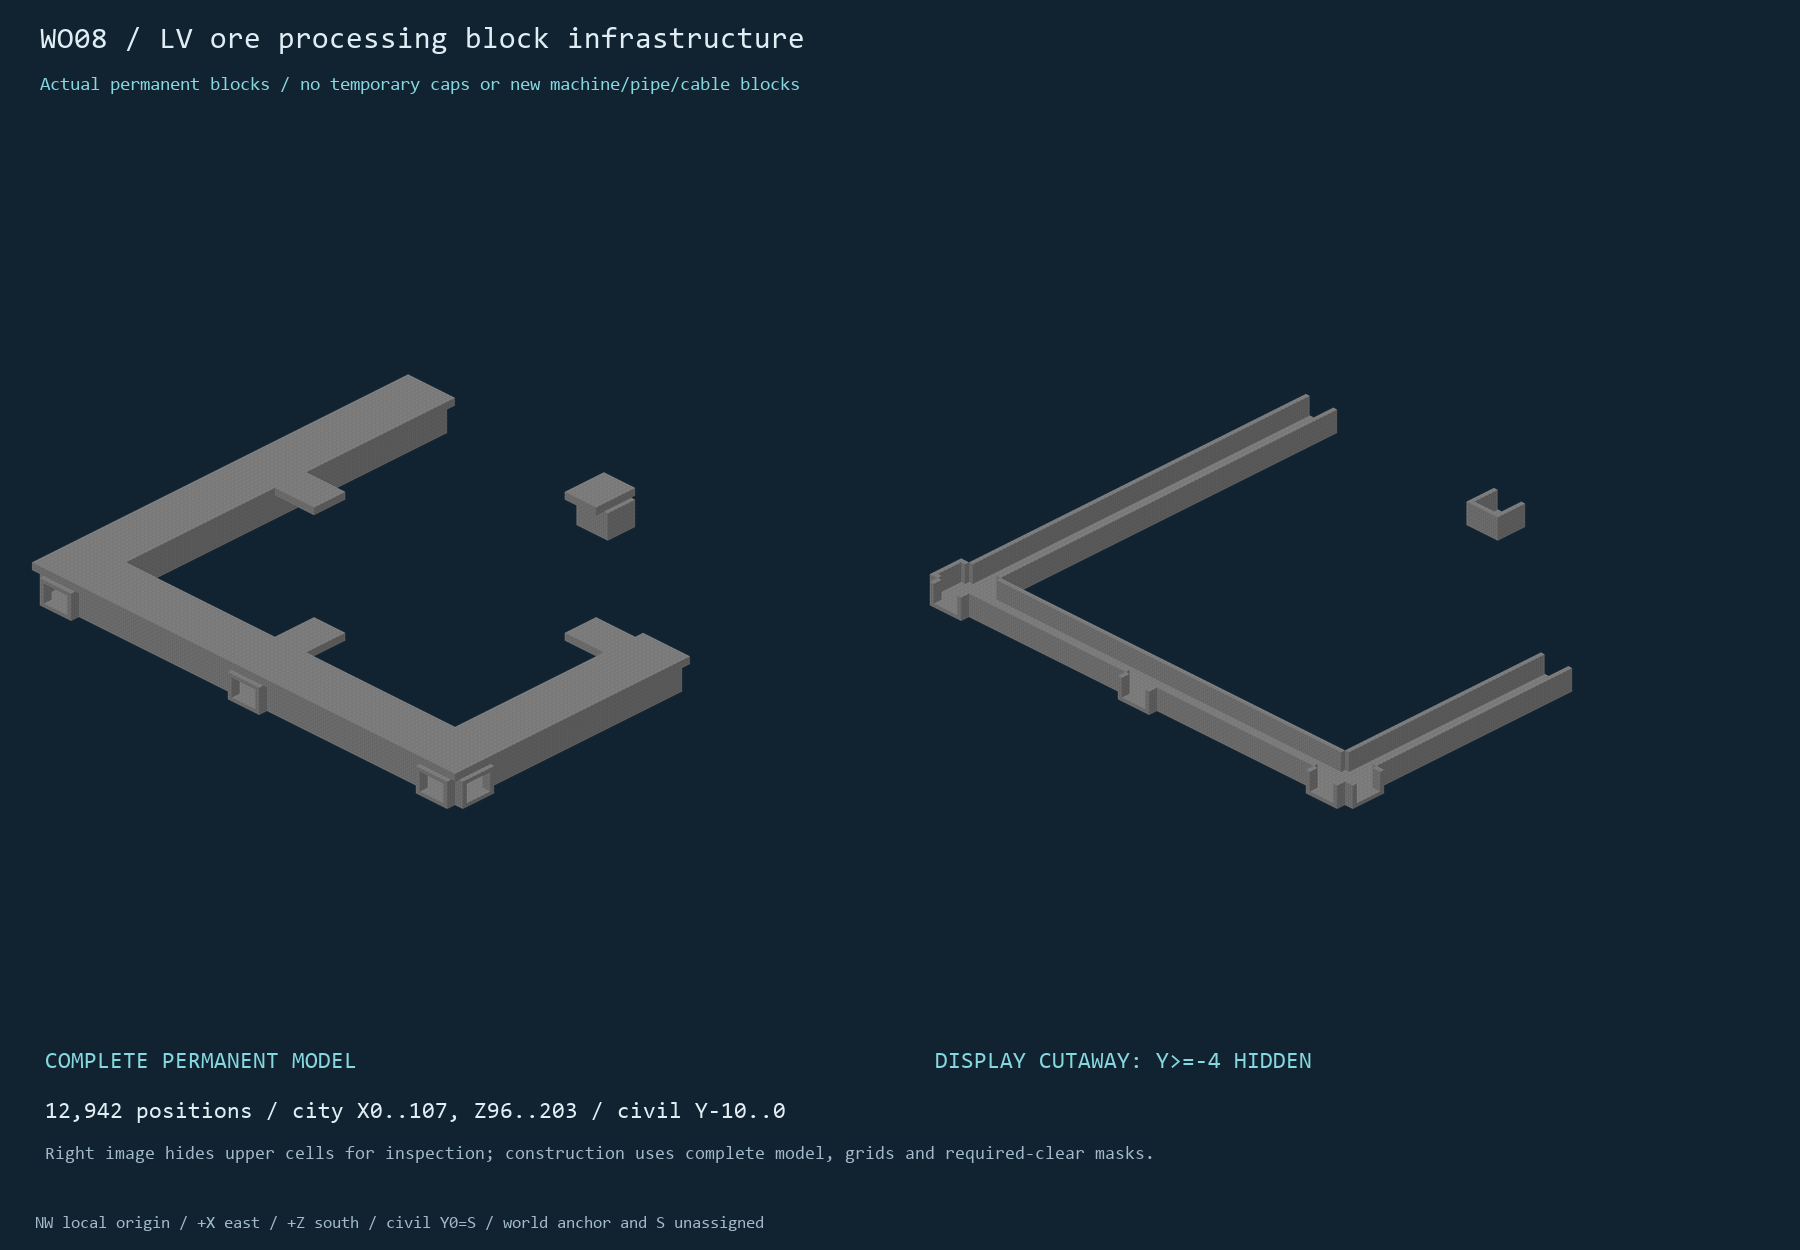 WO08 / LV ore processing block infrastructure
Actual permanent blocks / no temporary caps or new machine/pipe/cable blocks
COMPLETE PERMANENT MODEL
DISPLAY CUTAWAY: Y>=-4 HIDDEN
12,942 positions / city X0..107, Z96..203 / civil Y-10..0
Right image hides upper cells for inspection; construction uses complete model, grids and required-clear masks.
NW local origin / +X east / +Z south / civil Y0=S / world anchor and S unassigned